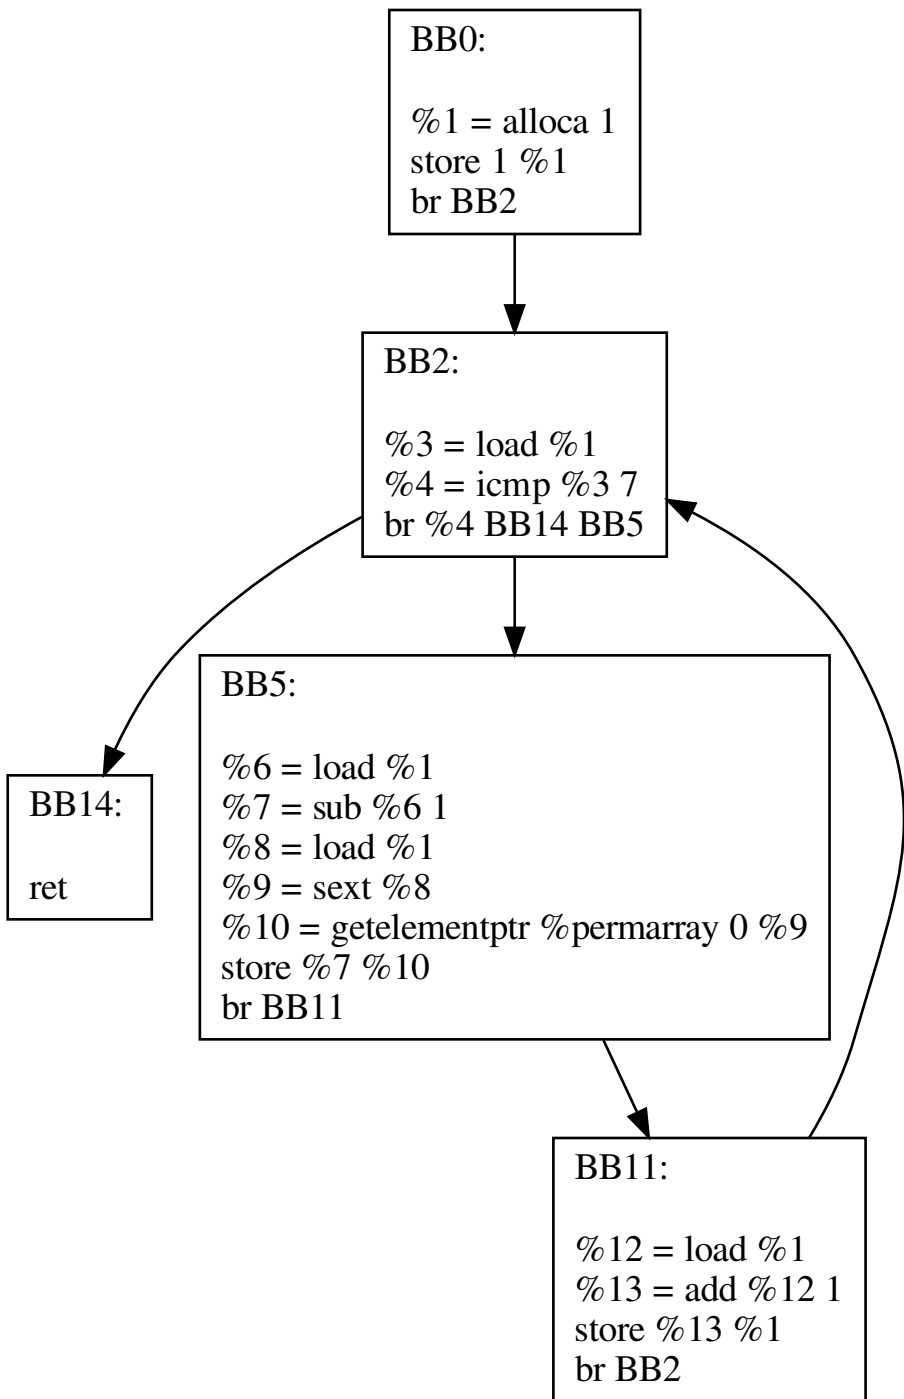 BB0:
%1 = alloca 1
store 1 %1
br BB2
BB2:
%3 = load %1
%4 = icmp %3 7
br %4 BB14 BB5
BB5:
%6 = load %1
%7 = sub %6 1
%8 = load %1
%9 = sext %8
%10 = getelementptr %permarray 0 %9
store %7 %10
br BB11
BB14:
ret
BB11:
%12 = load %1
%13 = add %12 1
store %13 %1
br BB2